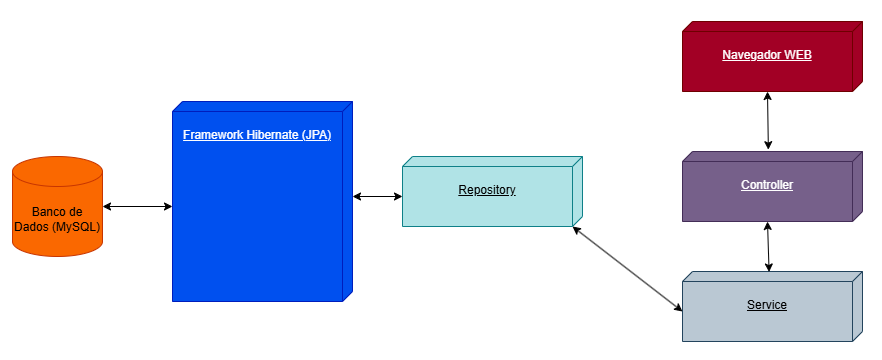 Navegador WEB
Framework Hibernate (JPA)
Repository
Controller
Banco de
Dados (MySQL)
Service